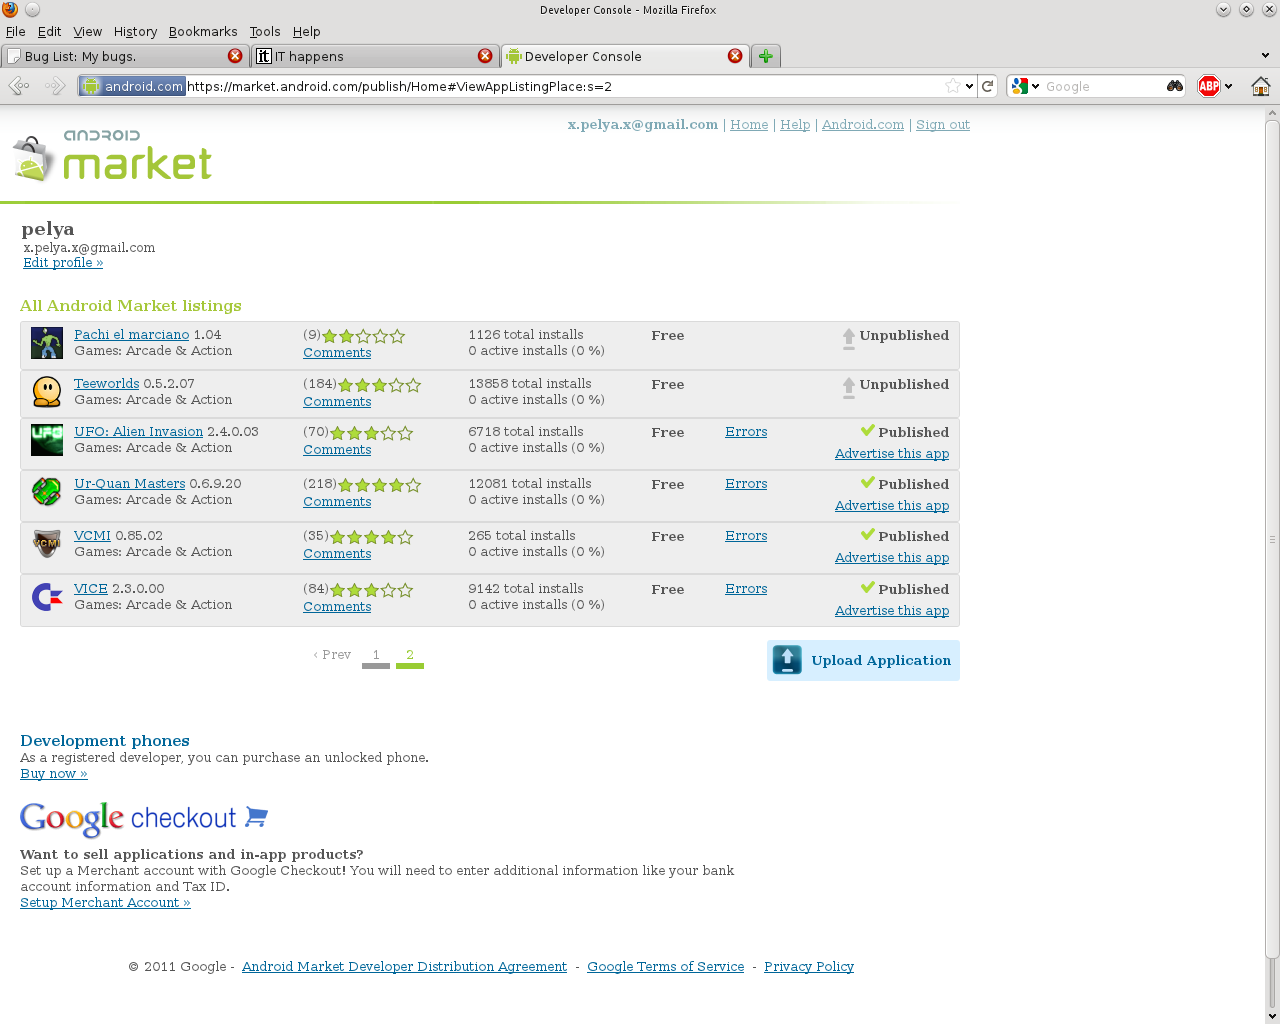 Developer Console - Mozilla Firefox
File Edit View History Bookmarks Tools Help
Bug List: My bugs. it IT happens Developer Console
android.com https://market.android.com/publish/Home#ViewAppListingPlace:s=2 Google ABP
x.pelya.x@gmail.com | Home | Help | Android.com | Sign out
android
market
pelya
x.pelya.x@gmail.com
Edit profile »
All Android Market listings
Pachi el marciano 1.04 (9) 1126 total installs Free Unpublished
Games: Arcade & Action Comments 0 active installs (0 %)
Teeworlds 0.5.2.07 (184) 13858 total installs Free Unpublished
Games: Arcade & Action Comments 0 active installs (0 %)
UFO UFO: Alien Invasion 2.4.0.03 (70) 6718 total installs Free Errors Published
Games: Arcade & Action Comments 0 active installs (0 %) Advertise this app
Ur-Quan Masters 0.6.9.20 (218) 12081 total installs Free Errors Published
Games: Arcade & Action Comments 0 active installs (0 %) Advertise this app
VCMI VCMI 0.85.02 (35) 265 total installs Free Errors Published
Games: Arcade & Action Comments 0 active installs (0 %) Advertise this app
VICE 2.3.0.00 (84) 9142 total installs Free Errors Published
Games: Arcade & Action Comments 0 active installs (0 %) Advertise this app
‹ Prev 1 2 Upload Application
Development phones
As a registered developer, you can purchase an unlocked phone.
Buy now »
Google checkout
Want to sell applications and in-app products?
Set up a Merchant account with Google Checkout! You will need to enter additional information like your bank
account information and Tax ID.
Setup Merchant Account »
© 2011 Google - Android Market Developer Distribution Agreement - Google Terms of Service - Privacy Policy